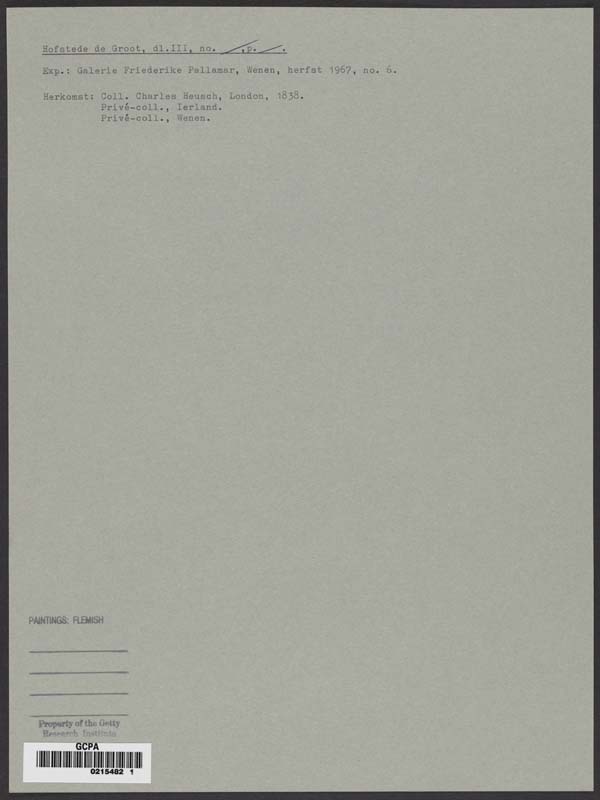 Hofstede de Groot, dl.III, no. ,p. .
Exp.: Galerie Friederike Pallamar, Wenen, herfst 1967, no. 6.
Herkomst: Coll. Charles Heusch, London, 1838.
Privé-coll., Ierland.
Privé-coll., Wenen.
PAINTINGS: FLEMISH
Property of the Getty
Research Institute
GCPA
0215482 1